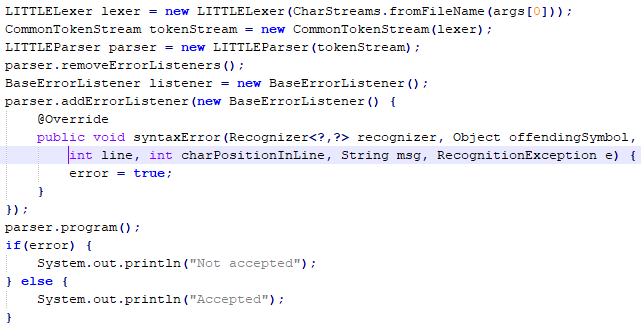 LITTLELexer lexer = new LITTLELexer(CharStreams.fromFileName(args[0]));
CommonTokenStream tokenStream = new CommonTokenStream(lexer);
LITTLEParser parser = new LITTLEParser(tokenStream);
parser.removeErrorListeners();
BaseErrorListener listener = new BaseErrorListener();
parser.addErrorListener(new BaseErrorListener() {
    @Override
    public void syntaxError(Recognizer<?,?> recognizer, Object offendingSymbol,
        int line, int charPositionInLine, String msg, RecognitionException e) {
        error = true;
    }
});
parser.program();
if(error) {
    System.out.println("Not accepted");
} else {
    System.out.println("Accepted");
}